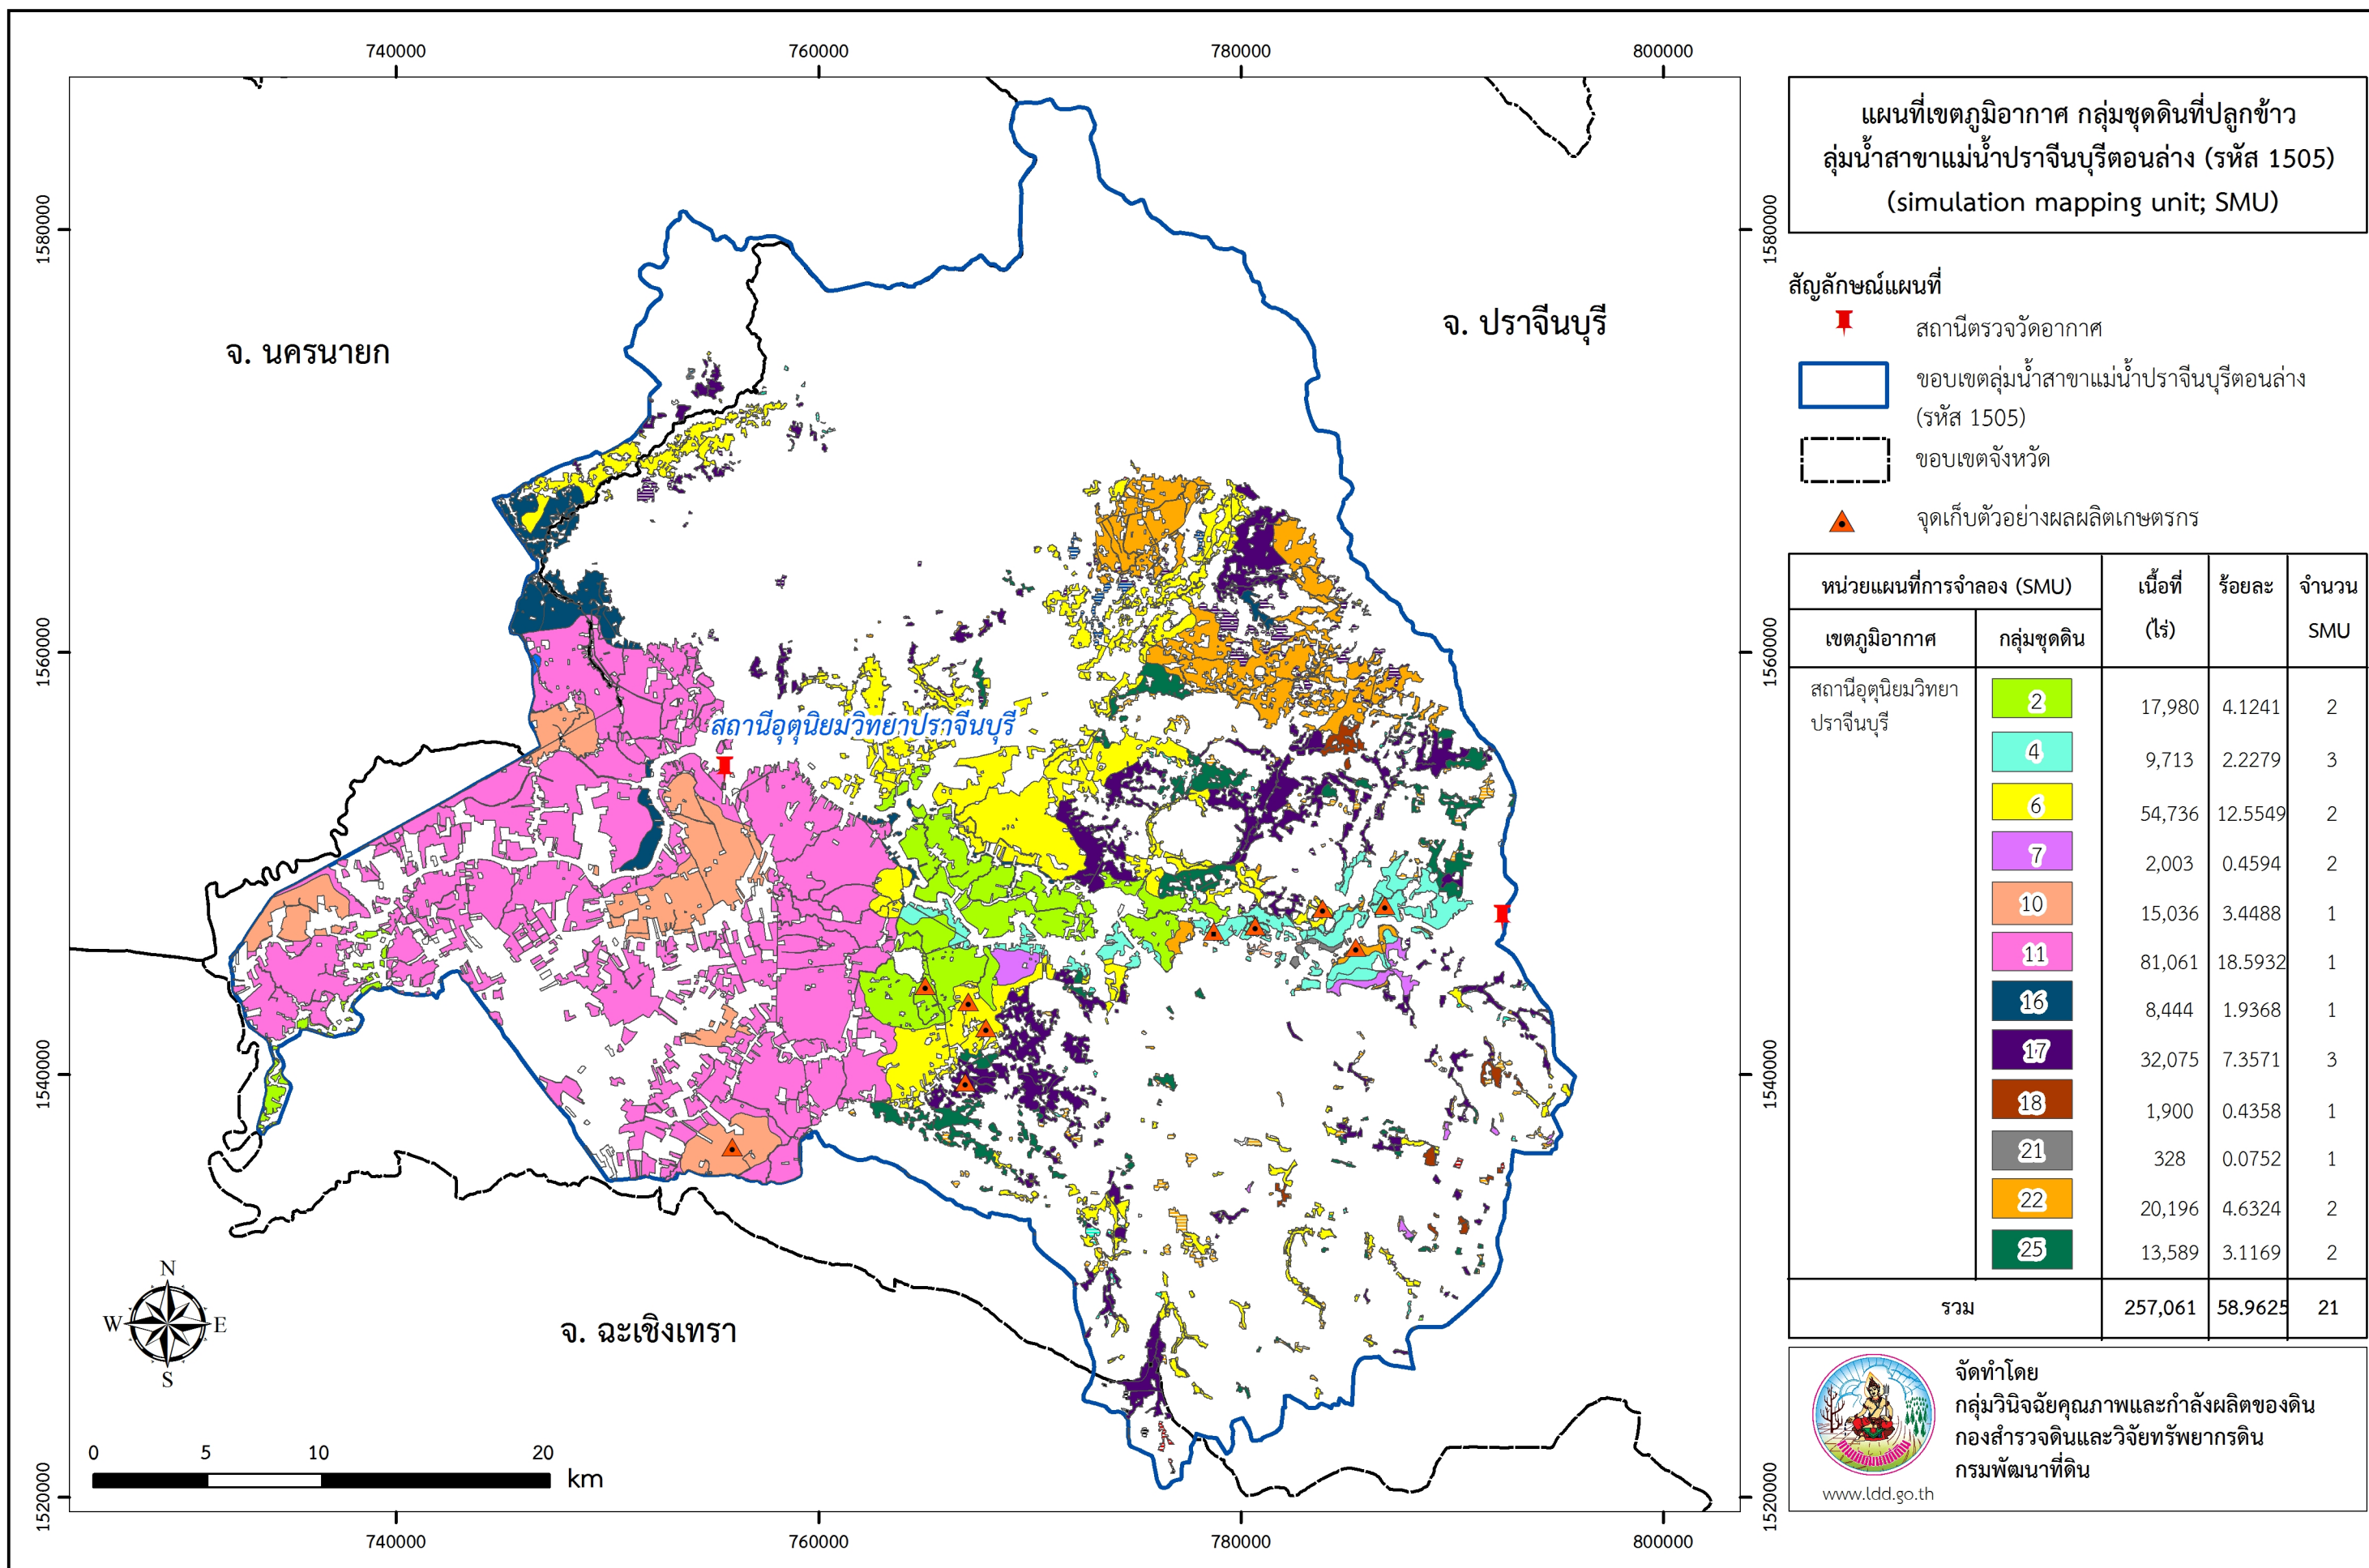 740000
760000
780000
800000
1580000
1560000
1540000
1520000
1580000
1560000
1540000
1520000
740000
760000
780000
800000
จ. นครนายก
จ. ปราจีนบุรี
สถานีอุตุนิยมวิทยาปราจีนบุรี
จ. ฉะเชิงเทรา
N
W
E
S
0
5
10
20
km
แผนที่เขตภูมิอากาศ กลุ่มชุดดินที่ปลูกข้าว
ลุ่มน้ำสาขาแม่น้ำปราจีนบุรีตอนล่าง (รหัส 1505)
(simulation mapping unit; SMU)
สัญลักษณ์แผนที่
สถานีตรวจวัดอากาศ
ขอบเขตลุ่มน้ำสาขาแม่น้ำปราจีนบุรีตอนล่าง
(รหัส 1505)
ขอบเขตจังหวัด
จุดเก็บตัวอย่างผลผลิตเกษตรกร
หน่วยแผนที่การจำลอง (SMU) เนื้อที่ ร้อยละ จำนวน
(ไร่) SMU
เขตภูมิอากาศ กลุ่มชุดดิน
สถานีอุตุนิยมวิทยา
ปราจีนบุรี
2 17,980 4.1241 2
4 9,713 2.2279 3
6 54,736 12.5549 2
7 2,003 0.4594 2
10 15,036 3.4488 1
11 81,061 18.5932 1
16 8,444 1.9368 1
17 32,075 7.3571 3
18 1,900 0.4358 1
21 328 0.0752 1
22 20,196 4.6324 2
25 13,589 3.1169 2
รวม 257,061 58.9625 21
จัดทำโดย
กลุ่มวินิจฉัยคุณภาพและกำลังผลิตของดิน
กองสำรวจดินและวิจัยทรัพยากรดิน
กรมพัฒนาที่ดิน
www.ldd.go.th